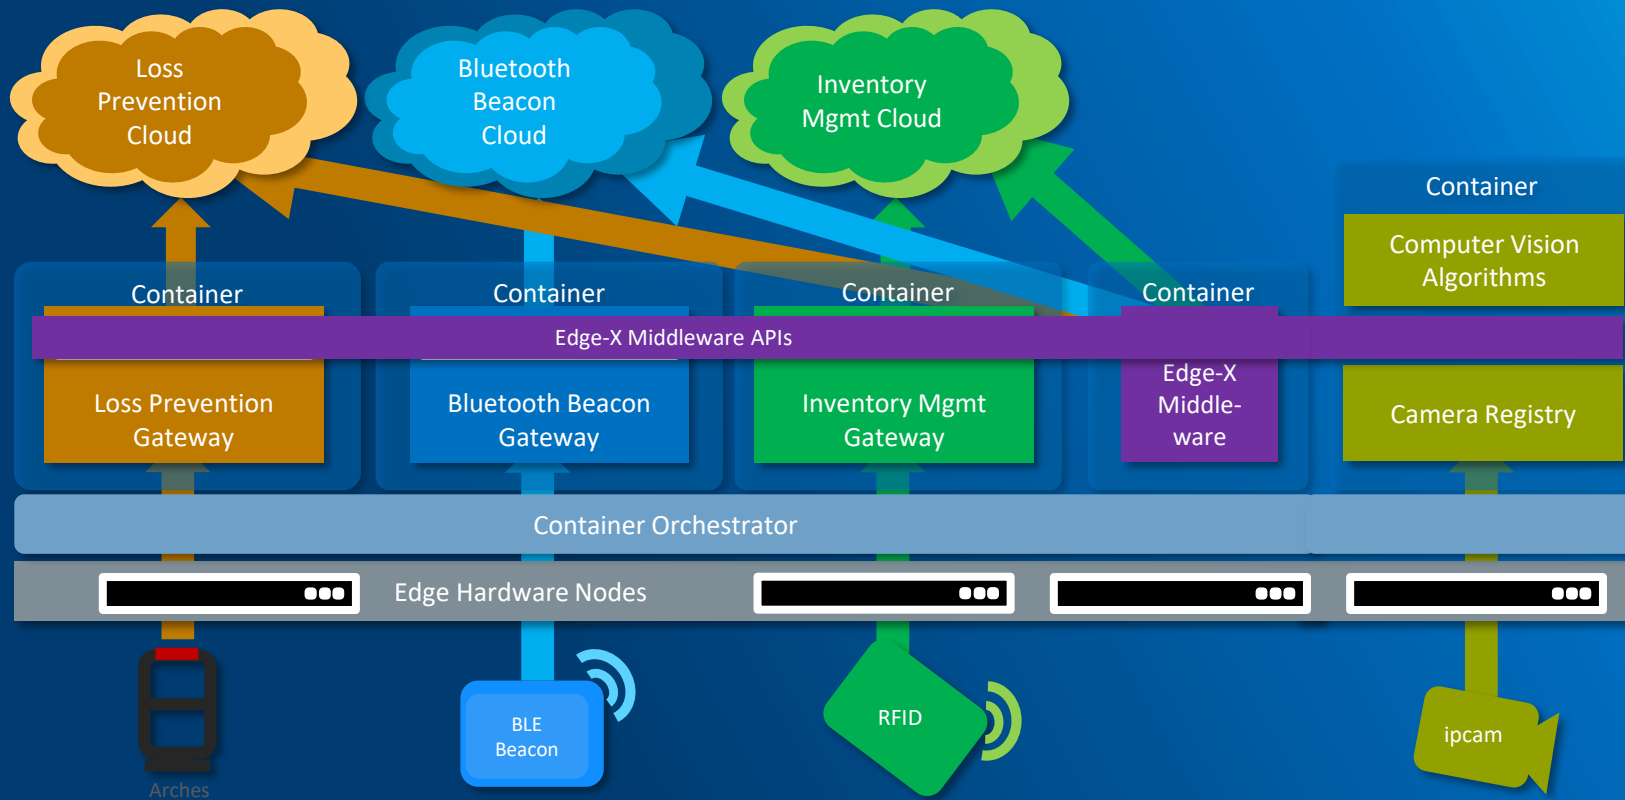 Loss
Prevention
Cloud
Bluetooth
Beacon
Cloud
Inventory
Mgmt Cloud
Container
Computer Vision
Algorithms
Container
Container
Container
Container
Edge-X Middleware APIs
Loss Prevention
Gateway
Bluetooth Beacon
Gateway
Inventory Mgmt
Gateway
Edge-X
Middle-
ware
Camera Registry
Container Orchestrator
Edge Hardware Nodes
Arches
BLE
Beacon
RFID
ipcam